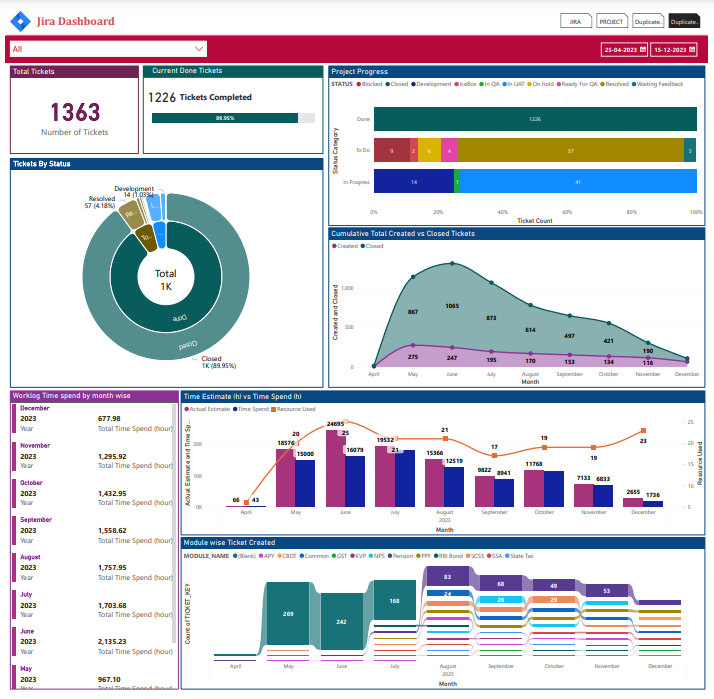 Jira Dashboard
JIRA
PROJECT
Duplicate..
Duplicate..
All
25-04-2023
15-12-2023
Total Tickets
1363
Number of Tickets
Current Done Tickets
1226 Tickets Completed
89.95%
Project Progress
STATUS Blocked Closed Development IceBox In QA In UAT On hold Ready For QA Resolved Waiting Feedback
Status Category
Done
1226
To Do
9 2 6 4 57 3
In Progress
14 1 41
0% 20% 40% 60% 80% 100%
Ticket Count
Tickets By Status
Development
14 (1.03%)
Resolved
57 (4.18%)
Re...
To...
Total
1K
Done
Closed
Closed
1K (89.95%)
Cumulative Total Created vs Closed Tickets
Created Closed
Created and Closed
1,000
500
0
867 1065 873 614 497 421 190
275 247 195 170 153 134 116
April May June July August September October November December
Month
Worklog Time spend by month wise
December
2023 677.98
Year Total Time Spend (hour)
November
2023 1,295.92
Year Total Time Spend (hour)
October
2023 1,432.95
Year Total Time Spend (hour)
September
2023 1,558.62
Year Total Time Spend (hour)
August
2023 1,757.95
Year Total Time Spend (hour)
July
2023 1,703.68
Year Total Time Spend (hour)
June
2023 2,135.23
Year Total Time Spend (hour)
May
2023 967.10
Year Total Time Spend (hour)
Time Estimate (h) vs Time Spend (h)
Actual Estimate Time Spend Resource Used
Actual Estimate and Time Sp...
20K
10K
0K
66 43
18576 20 15000
24695 25 16079
19532 21
21 15366 12519
17 9822 8941
19 11768
7133 6833 19
23 2655 1736
25
20
15
10
5
Resource Used
April May June July August September October November December
2023
Month
Module wise Ticket Created
MODULE_NAME (Blank) APY CBDT Common GST KVP NPS Pension PPF RBI Bond SCSS SSA State Tax
Count of TICKET_KEY
269
242
168
83
24
68
26
49
29
53
April May June July August September October November December
2023
Month